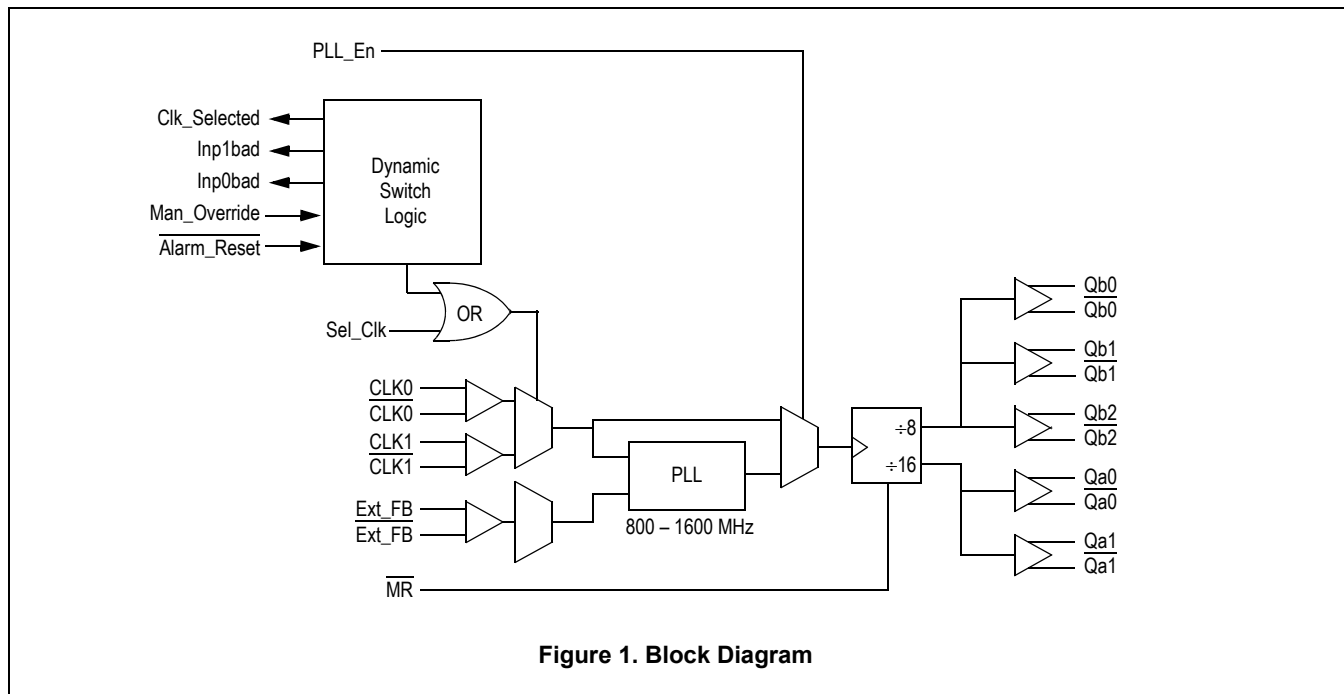 PLL_En
Clk_Selected
Inp1bad
Inp0bad
Man_Override
Alarm_Reset
Dynamic
Switch
Logic
OR
Sel_Clk
CLK0
CLK0
CLK1
CLK1
Ext_FB
Ext_FB
PLL
800 – 1600 MHz
÷8
÷16
MR
Qb0
Qb0
Qb1
Qb1
Qb2
Qb2
Qa0
Qa0
Qa1
Qa1
Figure 1. Block Diagram